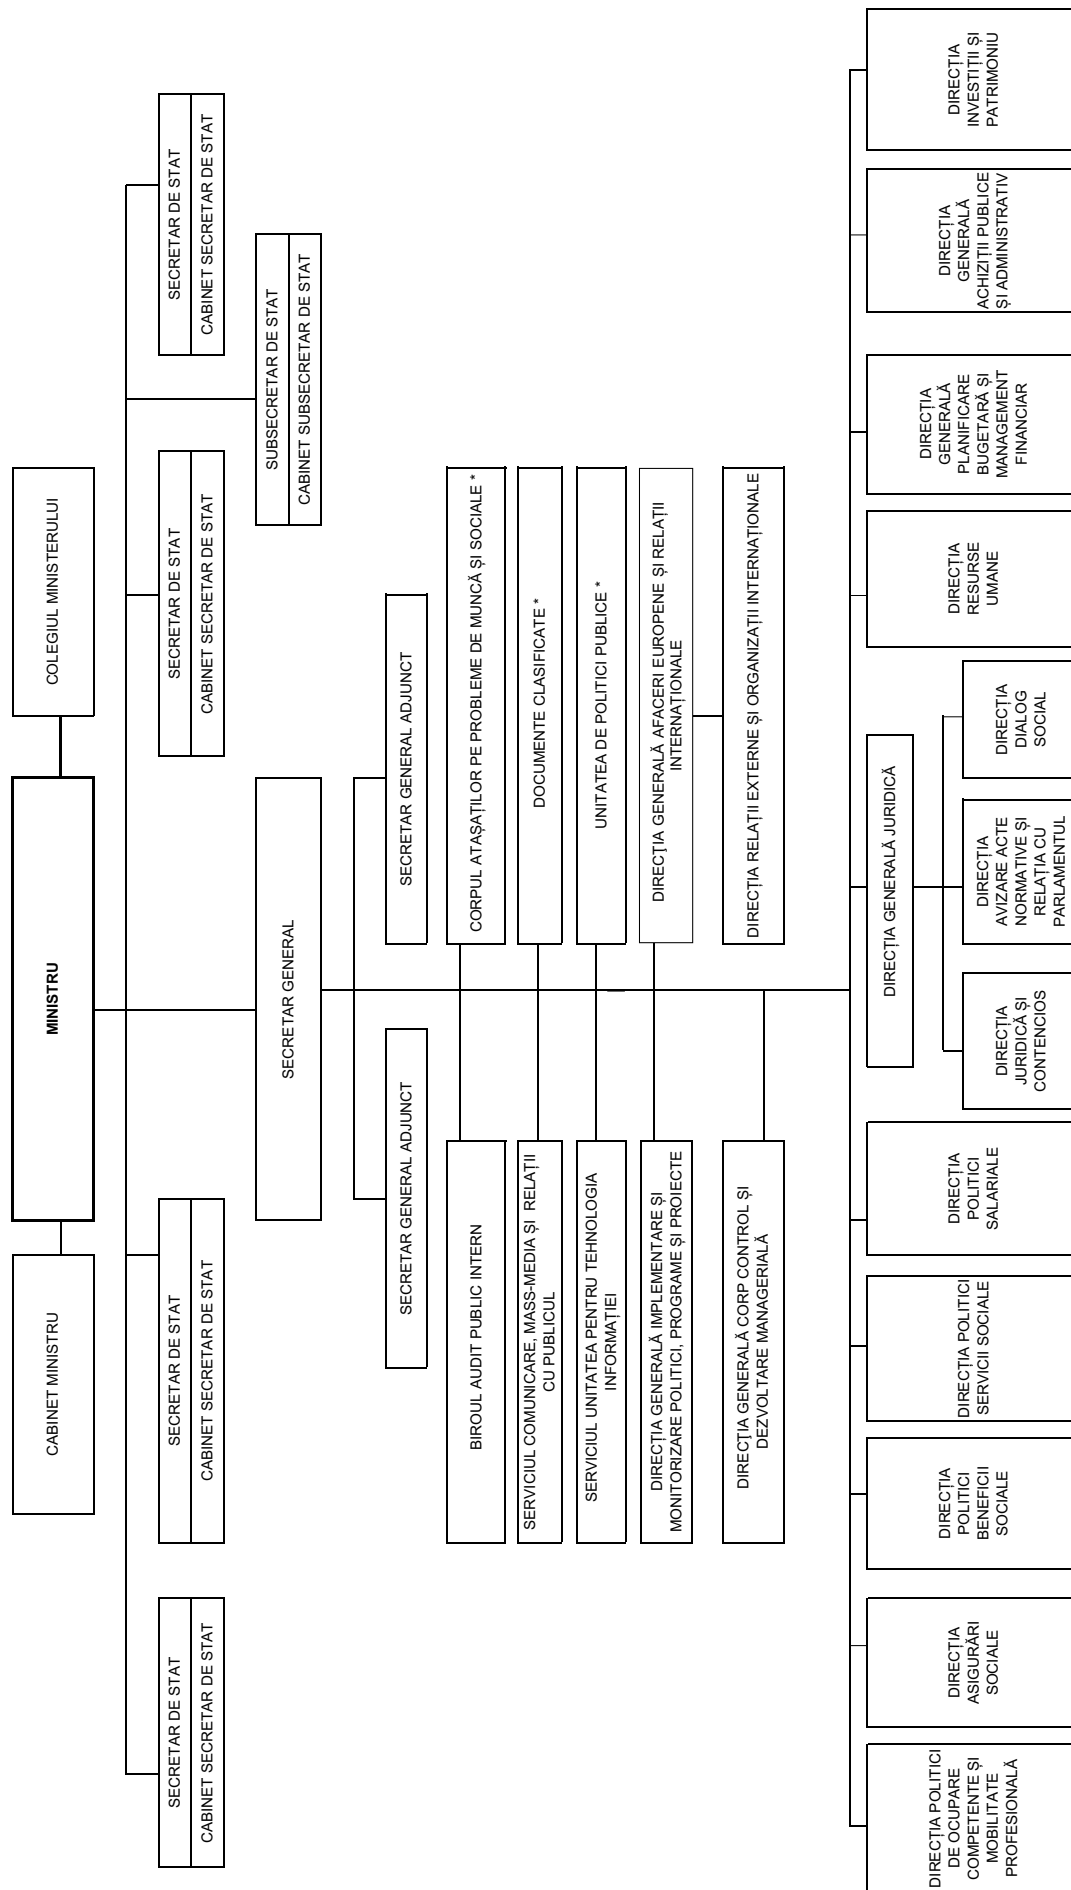 CABINET MINISTRU
MINISTRU
COLEGIUL MINISTERULUI
SECRETAR DE STAT
CABINET SECRETAR DE STAT
SECRETAR DE STAT
CABINET SECRETAR DE STAT
SECRETAR DE STAT
CABINET SECRETAR DE STAT
SECRETAR DE STAT
CABINET SECRETAR DE STAT
SECRETAR GENERAL
SUBSECRETAR DE STAT
CABINET SUBSECRETAR DE STAT
SECRETAR GENERAL ADJUNCT
SECRETAR GENERAL ADJUNCT
BIROUL AUDIT PUBLIC INTERN
CORPUL ATAȘAȚILOR PE PROBLEME DE MUNCĂ ȘI SOCIALE *
SERVICIUL COMUNICARE, MASS-MEDIA ȘI RELAȚII
CU PUBLICUL
DOCUMENTE CLASIFICATE *
SERVICIUL UNITATEA PENTRU TEHNOLOGIA
INFORMAȚIEI
UNITATEA DE POLITICI PUBLICE *
DIRECȚIA GENERALĂ IMPLEMENTARE ȘI
MONITORIZARE POLITICI, PROGRAME ȘI PROIECTE
DIRECȚIA GENERALĂ AFACERI EUROPENE ȘI RELAȚII
INTERNAȚIONALE
DIRECȚIA GENERALĂ CORP CONTROL ȘI
DEZVOLTARE MANAGERIALĂ
DIRECȚIA RELAȚII EXTERNE ȘI ORGANIZAȚII INTERNAȚIONALE
DIRECȚIA POLITICI
DE OCUPARE
COMPETENTE ȘI
MOBILITATE
PROFESIONALĂ
DIRECȚIA
ASIGURĂRI
SOCIALE
DIRECȚIA
POLITICI
BENEFICII
SOCIALE
DIRECȚIA POLITICI
SERVICII SOCIALE
DIRECȚIA
POLITICI
SALARIALE
DIRECȚIA GENERALĂ JURIDICĂ
DIRECȚIA
JURIDICĂ ȘI
CONTENCIOS
DIRECȚIA
AVIZARE ACTE
NORMATIVE ȘI
RELAȚIA CU
PARLAMENTUL
DIRECȚIA
DIALOG
SOCIAL
DIRECȚIA
RESURSE
UMANE
DIRECȚIA
GENERALĂ
PLANIFICARE
BUGETARĂ ȘI
MANAGEMENT
FINANCIAR
DIRECȚIA
GENERALĂ
ACHIZIȚII PUBLICE
ȘI ADMINISTRATIV
DIRECȚIA
INVESTIȚII ȘI
PATRIMONIU